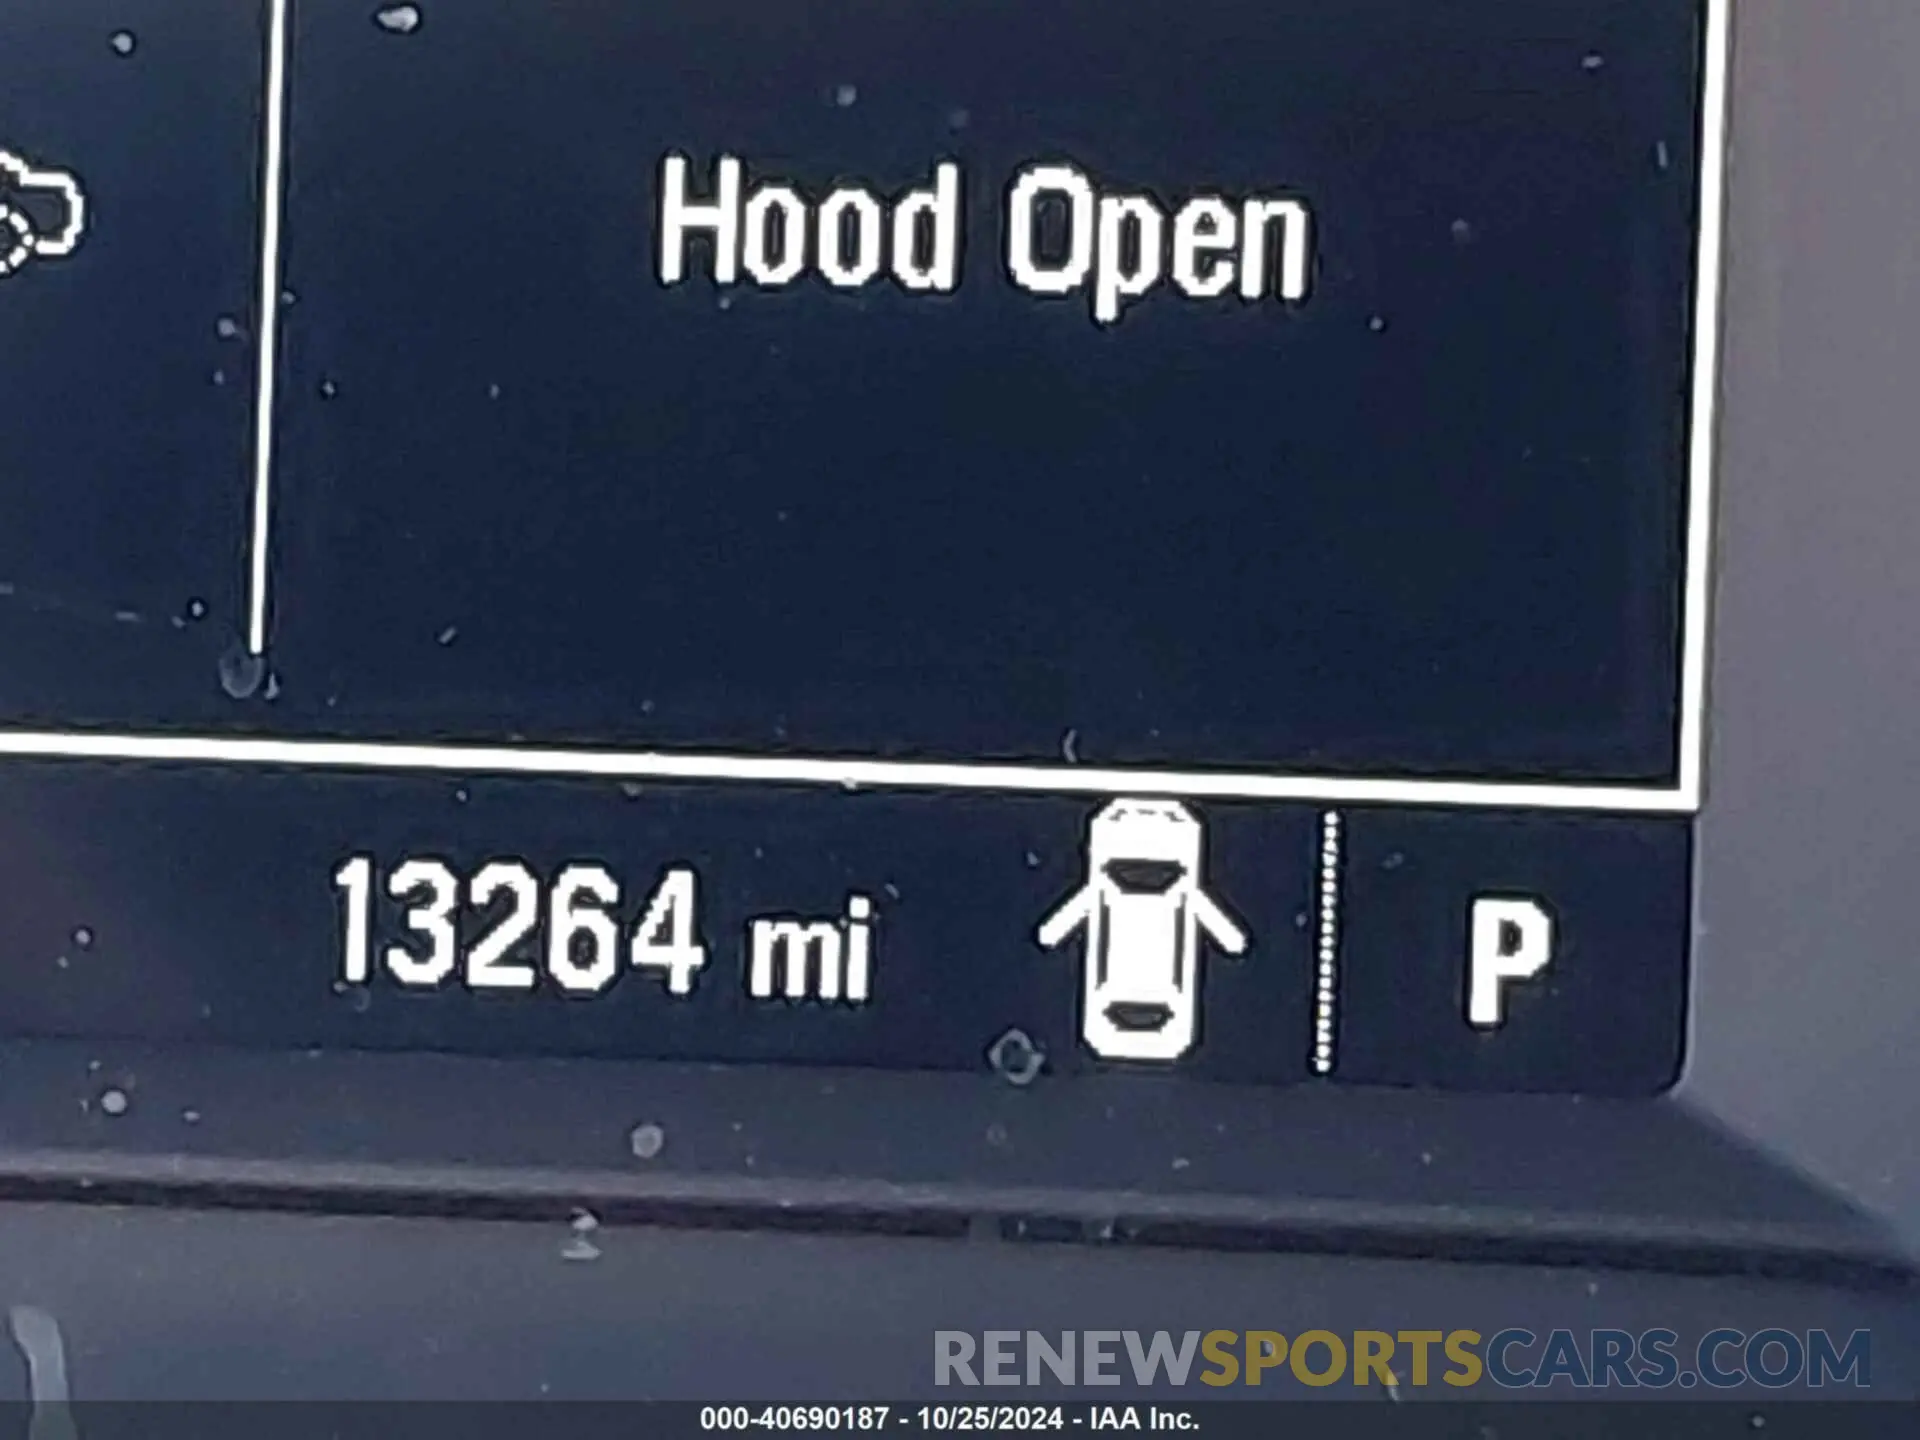 Hood Open
13264 mi
P
RENEWSPORTSCARS.COM
000-40690187 - 10/25/2024 - IAA Inc.